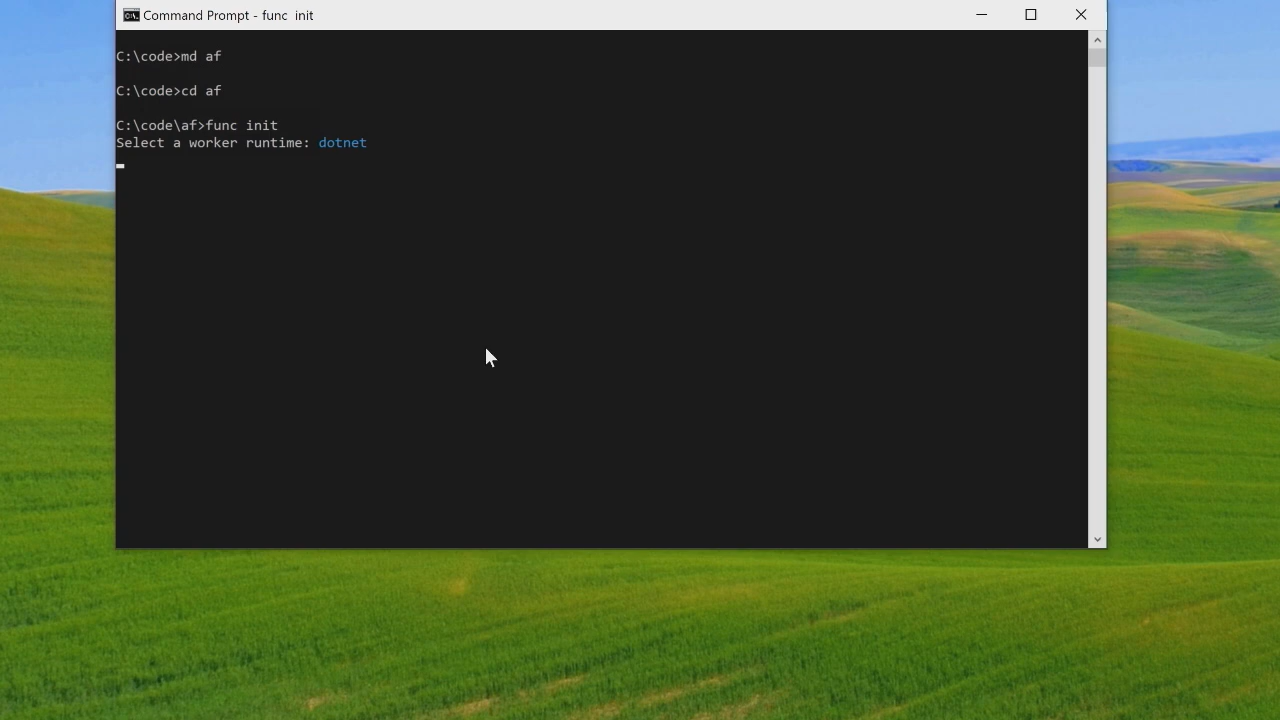 Command Prompt - func  init
C:\code>md af
C:\code>cd af
C:\code\af>func init
Select a worker runtime: dotnet